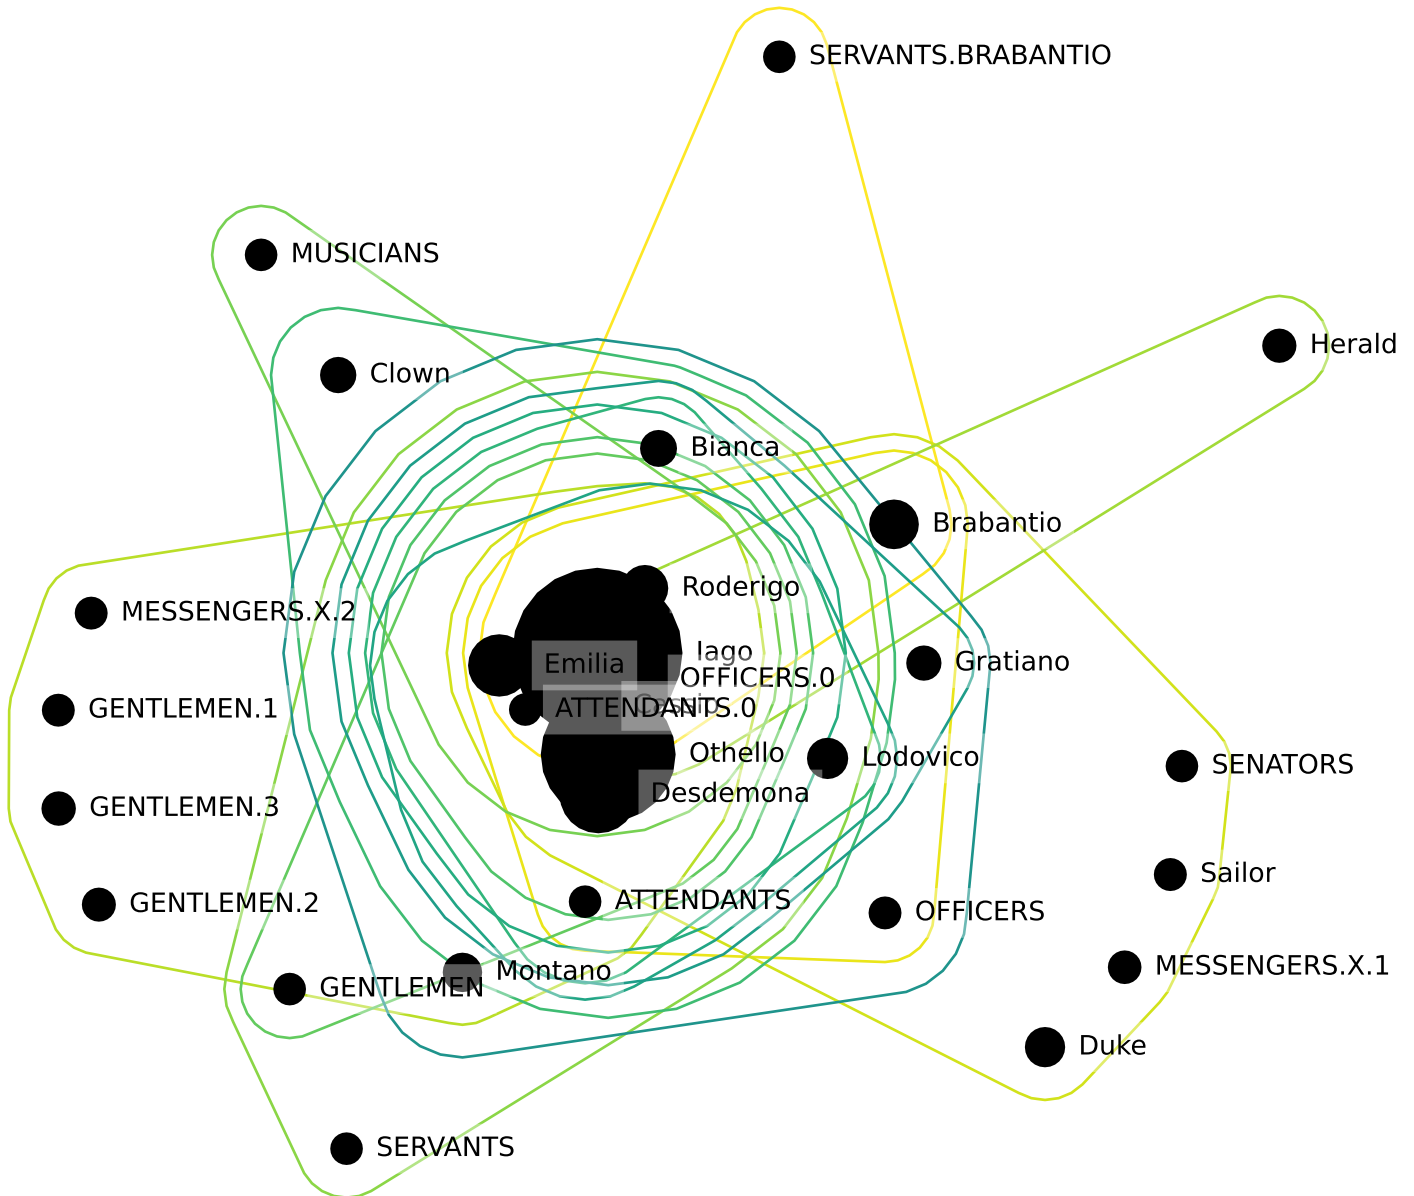 SERVANTS.BRABANTIO
MUSICIANS
Herald
Clown
Bianca
Brabantio
Roderigo
MESSENGERS.X.2
Iago
Emilia
Gratiano
OFFICERS.0
Cassio
ATTENDANTS.0
GENTLEMEN.1
Othello
Lodovico
SENATORS
Desdemona
GENTLEMEN.3
Sailor
ATTENDANTS
GENTLEMEN.2
OFFICERS
MESSENGERS.X.1
Montano
GENTLEMEN
Duke
SERVANTS